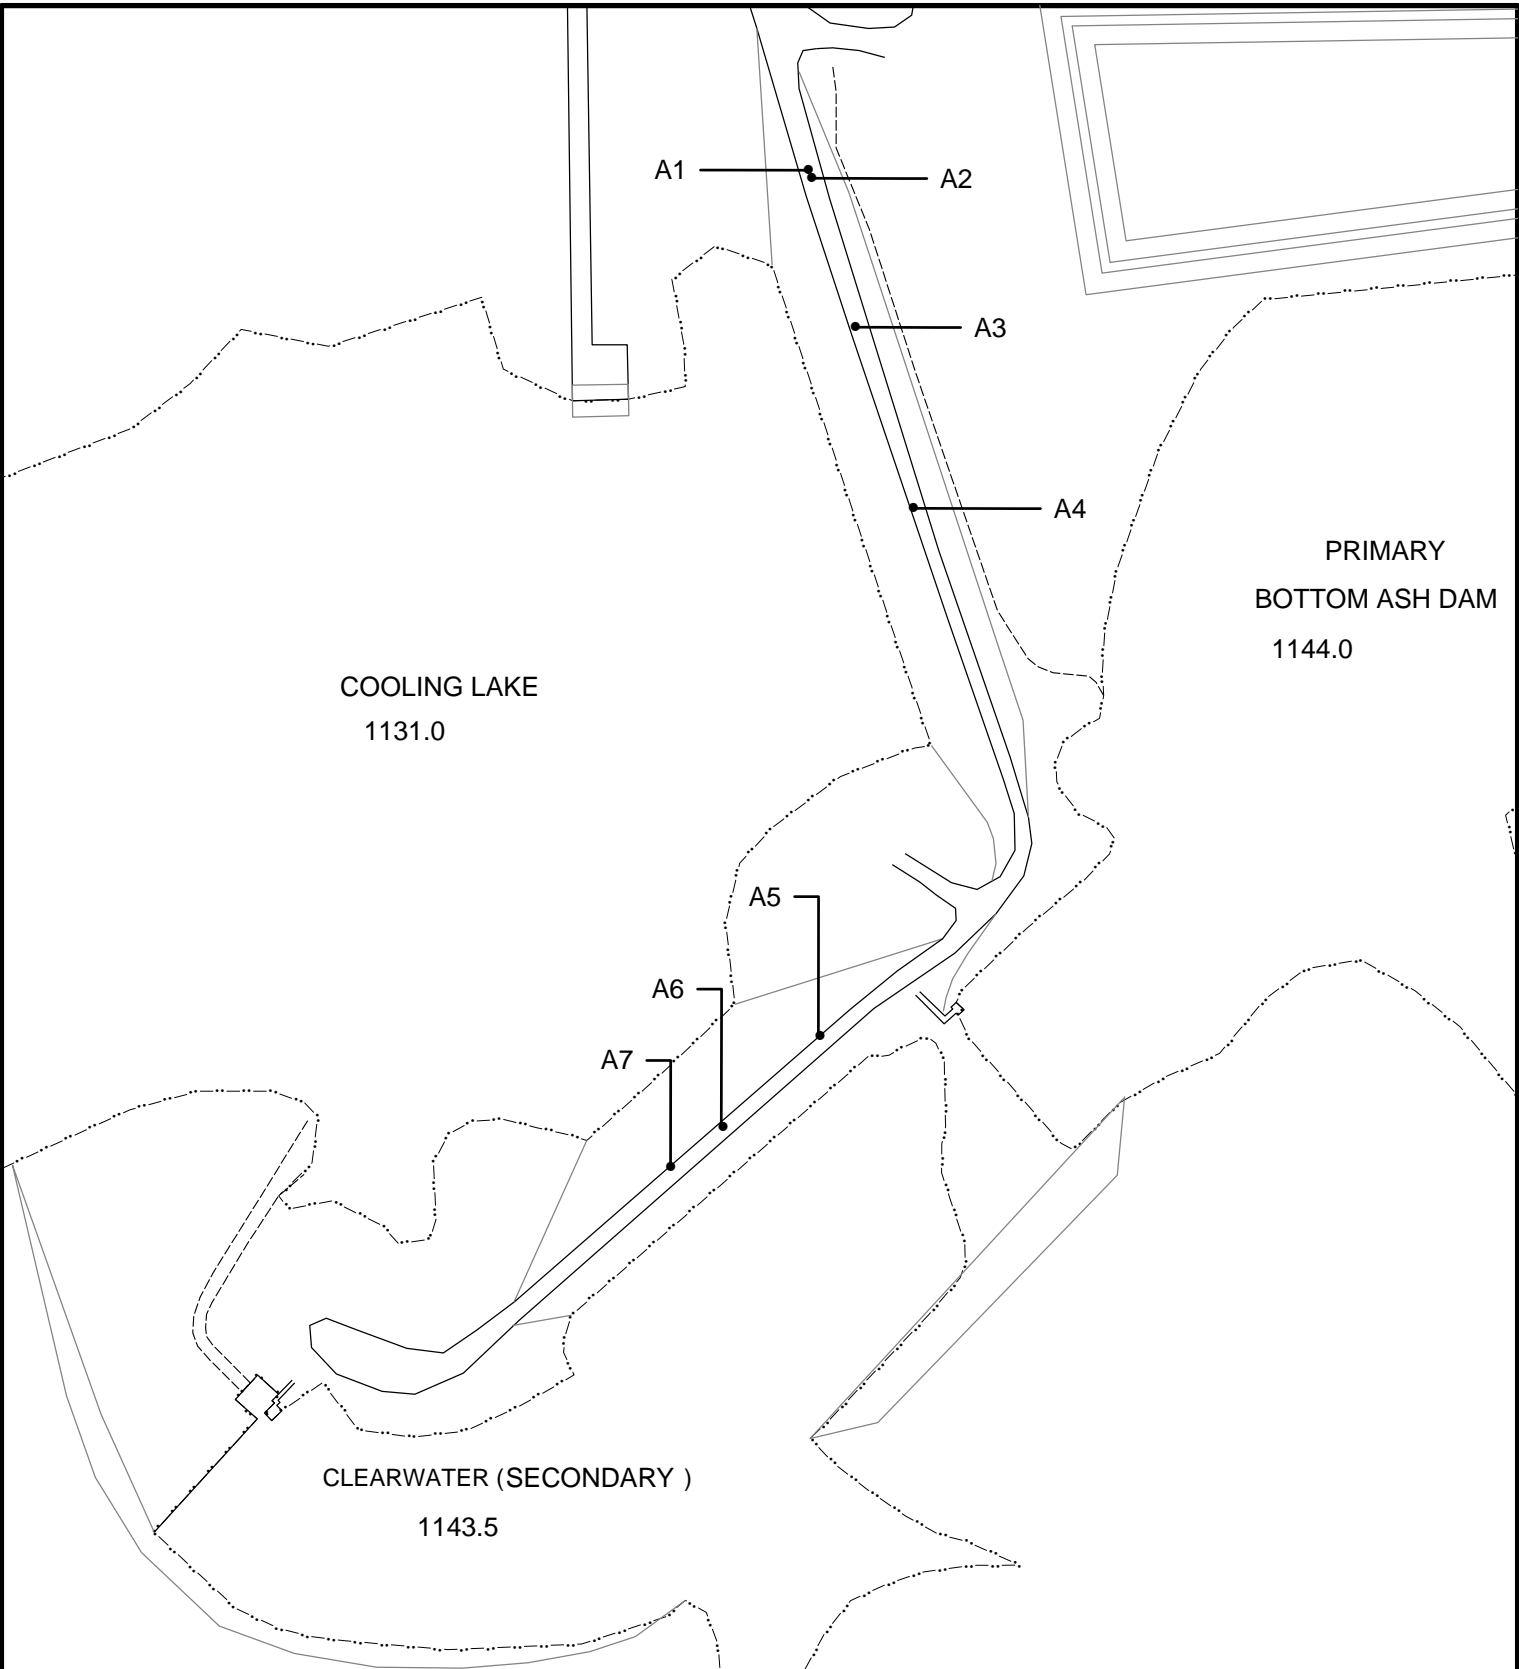 A1
A2
A3
A4
PRIMARY
BOTTOM ASH DAM
1144.0
COOLING LAKE
1131.0
A5
A6
A7
CLEARWATER (SECONDARY )
1143.5